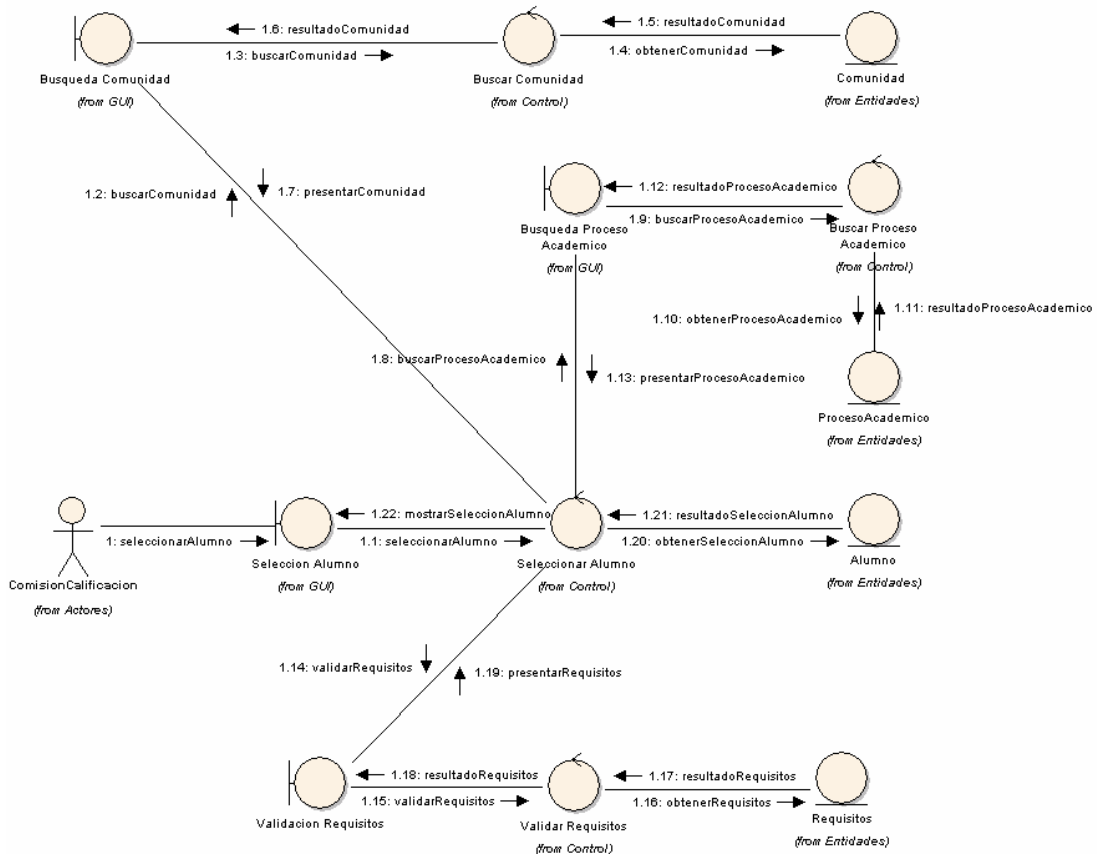 1.6: resultadoComunidad
1.3: buscarComunidad
1.5: resultadoComunidad
1.4: obtenerComunidad
Busqueda Comunidad
(from GUI)
Buscar Comunidad
(from Control)
Comunidad
(from Entidades)
1.2: buscarComunidad
1.7: presentarComunidad
1.12: resultadoProcesoAcademico
1.9: buscarProcesoAcademico
Busqueda Proceso
Academico
(from GUI)
Buscar Proceso
Academico
(from Control)
1.10: obtenerProcesoAcademico
1.11: resultadoProcesoAcademico
1.8: buscarProcesoAcademico
1.13: presentarProcesoAcademico
ProcesoAcademico
(from Entidades)
1: seleccionarAlumno
1.22: mostrarSeleccionAlumno
1.1: seleccionarAlumno
1.21: resultadoSeleccionAlumno
1.20: obtenerSeleccionAlumno
ComisionCalificacion
(from Actores)
Seleccion Alumno
(from GUI)
Seleccionar Alumno
(from Control)
Alumno
(from Entidades)
1.14: validarRequisitos
1.19: presentarRequisitos
1.18: resultadoRequisitos
1.15: validarRequisitos
1.17: resultadoRequisitos
1.16: obtenerRequisitos
Validacion Requisitos
Validar Requisitos
(from Control)
Requisitos
(from Entidades)